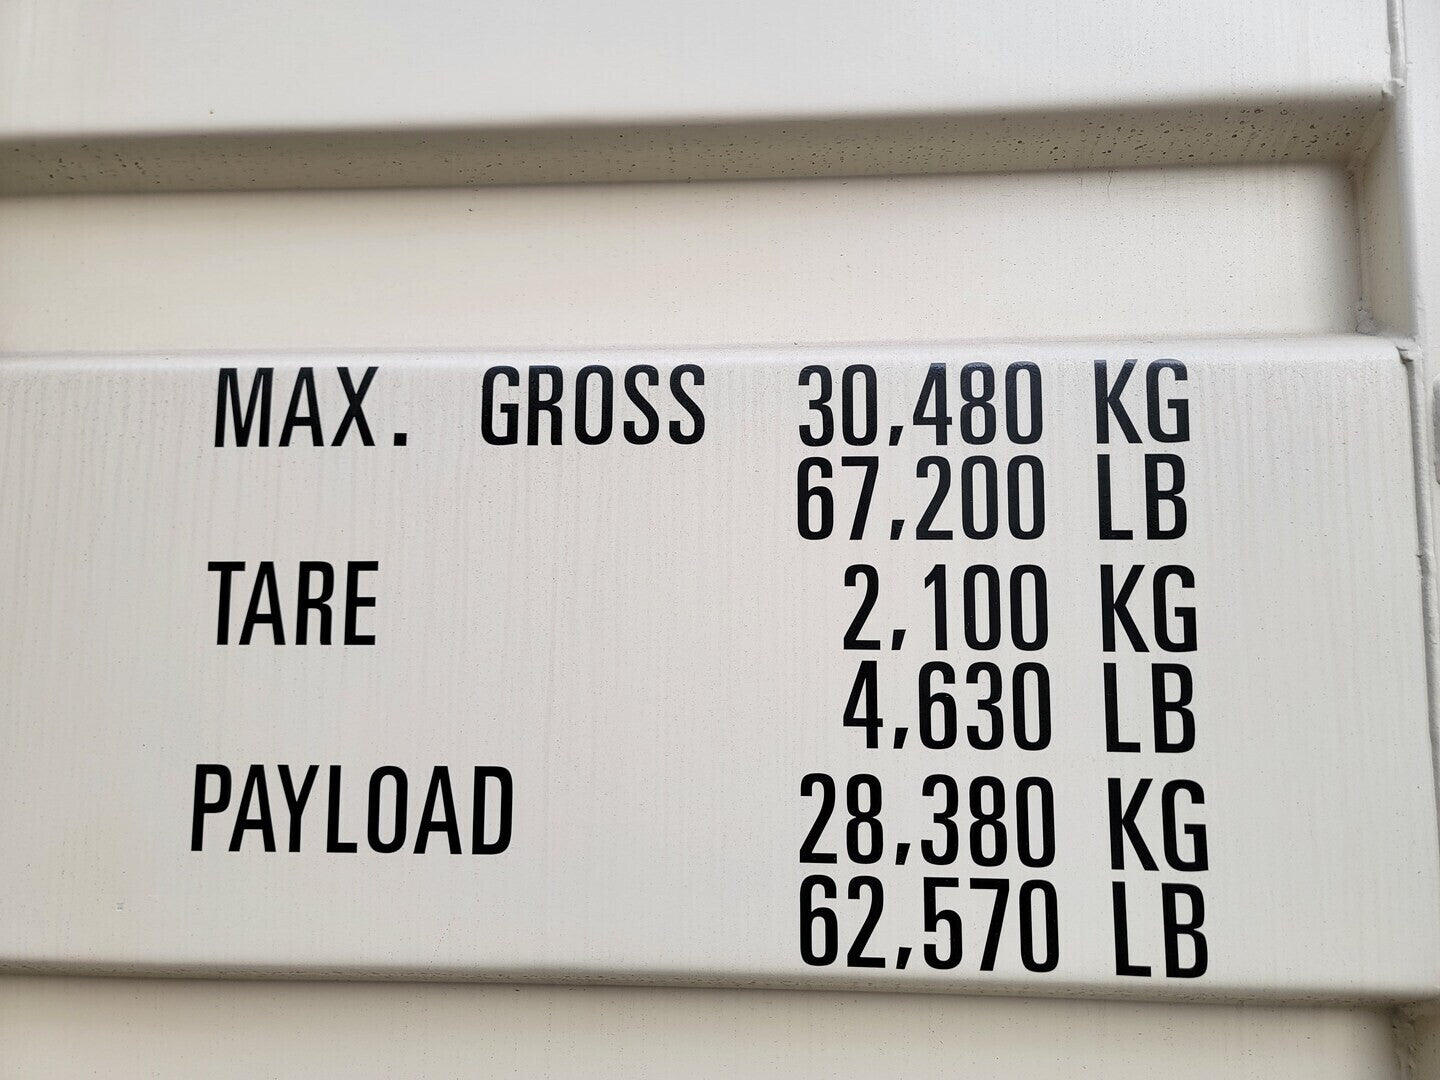 MAX. GROSS 30,480 KG
67,200 LB
TARE 2,100 KG
4,630 LB
PAYLOAD 28,380 KG
62,570 LB